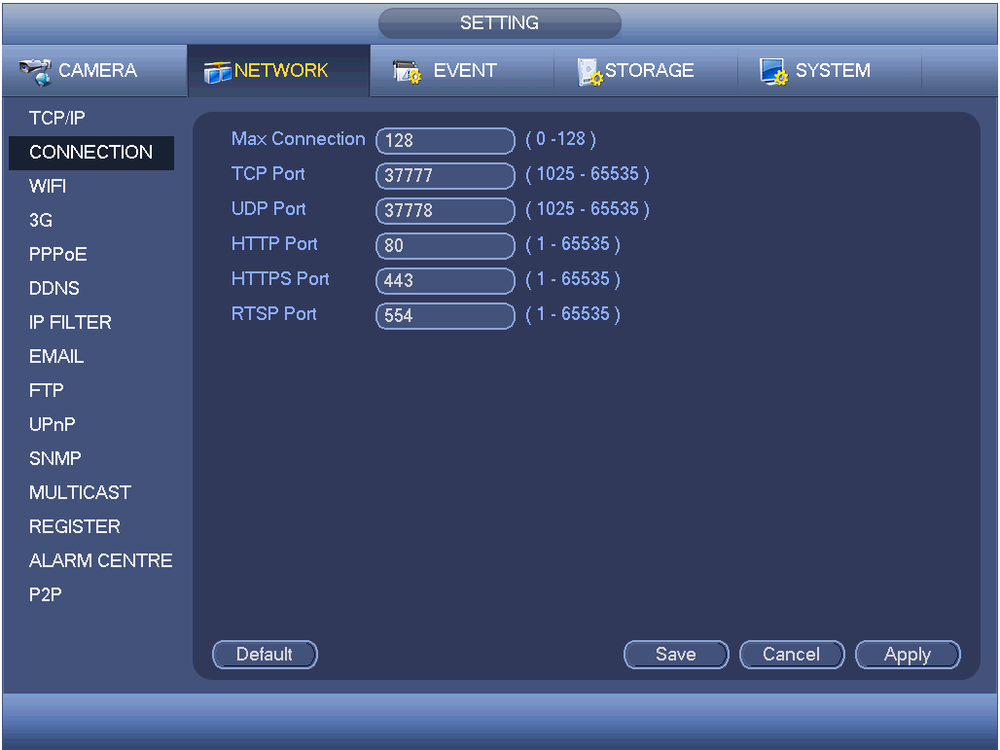 SETTING
CAMERA NETWORK EVENT STORAGE SYSTEM
TCP/IP
CONNECTION
WIFI
3G
PPPoE
DDNS
IP FILTER
EMAIL
FTP
UPnP
SNMP
MULTICAST
REGISTER
ALARM CENTRE
P2P
Max Connection 128 ( 0 -128 )
TCP Port 37777 ( 1025 - 65535 )
UDP Port 37778 ( 1025 - 65535 )
HTTP Port 80 ( 1 - 65535 )
HTTPS Port 443 ( 1 - 65535 )
RTSP Port 554 ( 1 - 65535 )
Default Save Cancel Apply